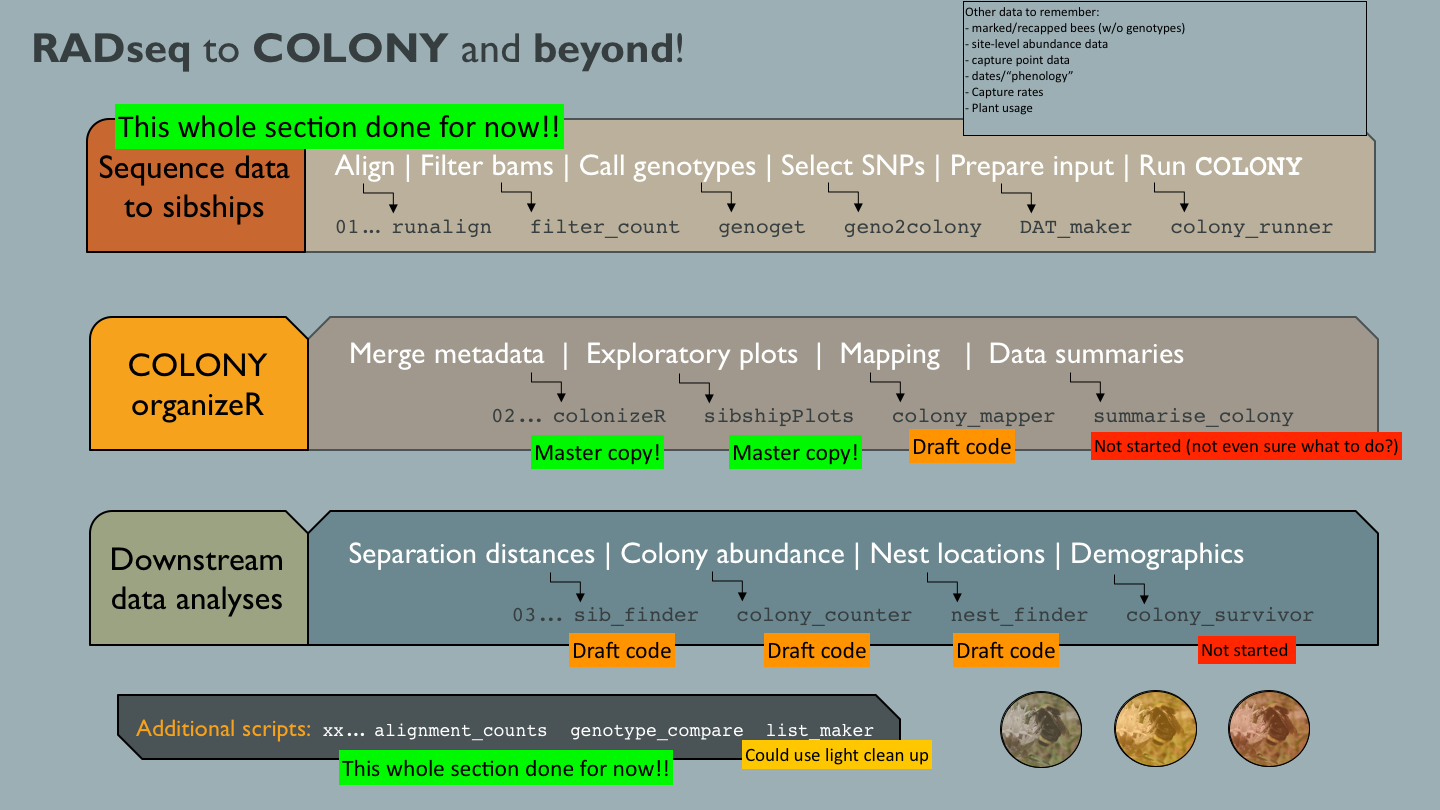 RADseq to COLONY and beyond!
Other data to remember:
- marked/recapped bees (w/o genotypes)
- site-level abundance data
- capture point data
- dates/“phenology”
- Capture rates
- Plant usage
This whole section done for now!!
Sequence data
to sibships
Align | Filter bams | Call genotypes | Select SNPs | Prepare input | Run COLONY
01... runalign filter_count genoget geno2colony DAT_maker colony_runner
COLONY
organizeR
Merge metadata | Exploratory plots | Mapping | Data summaries
02... colonizeR sibshipPlots colony_mapper summarise_colony
Master copy! Master copy! Draft code Not started (not even sure what to do?)
Downstream
data analyses
Separation distances | Colony abundance | Nest locations | Demographics
03... sib_finder colony_counter nest_finder colony_survivor
Draft code Draft code Draft code Not started
Additional scripts: xx... alignment_counts genotype_compare list_maker
This whole section done for now!! Could use light clean up